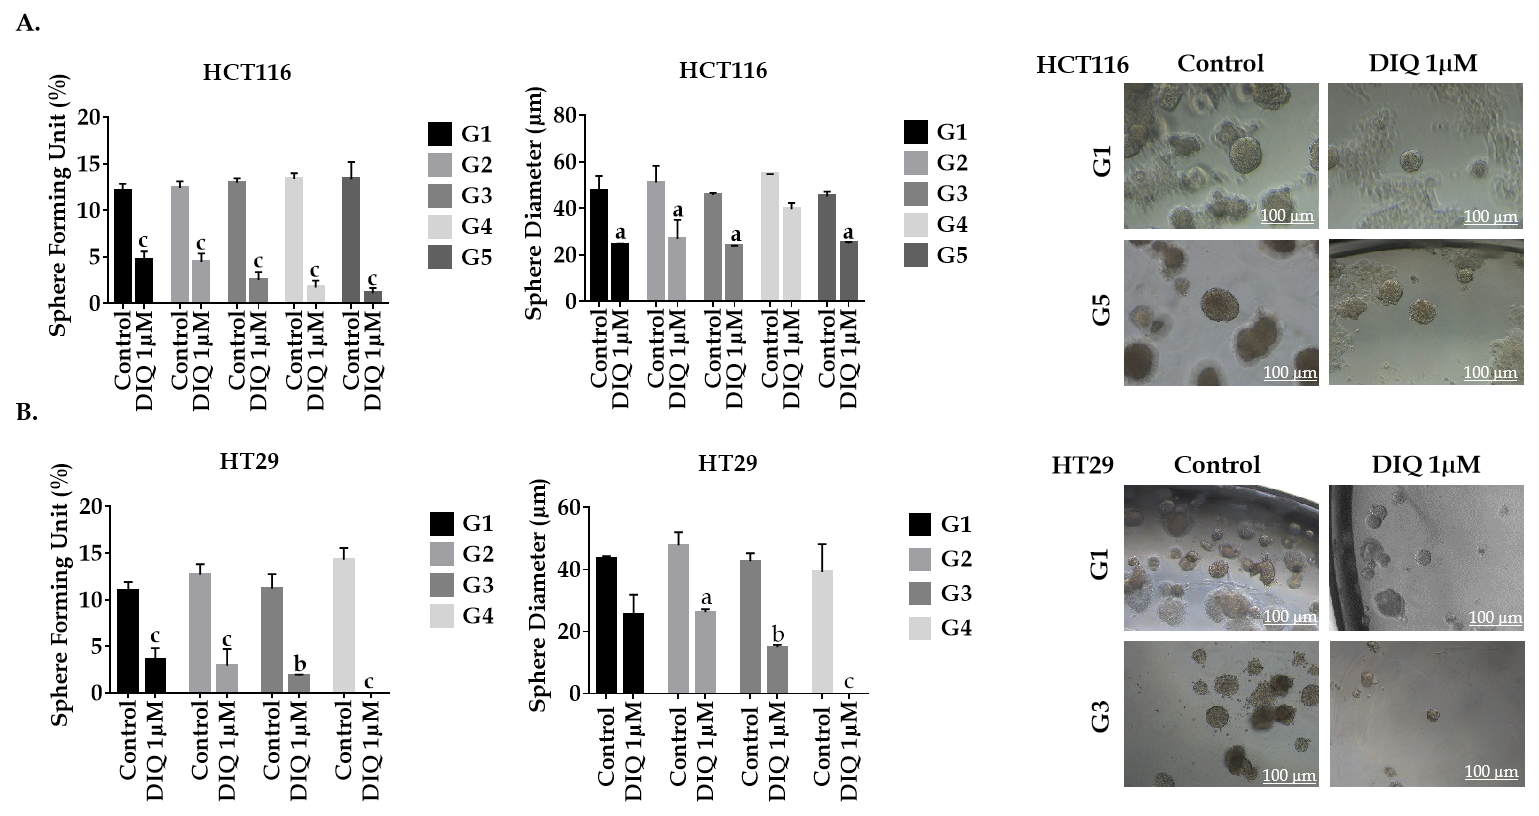 A.
HCT116
Sphere Forming Unit (%)
20
15
10
5
0
c
c
c
c
c
Control
DIQ 1µM
Control
DIQ 1µM
Control
DIQ 1µM
Control
DIQ 1µM
Control
DIQ 1µM
G1
G2
G3
G4
G5
HCT116
Sphere Diameter (µm)
80
60
40
20
0
a
a
a
a
Control
DIQ 1µM
Control
DIQ 1µM
Control
DIQ 1µM
Control
DIQ 1µM
Control
DIQ 1µM
G1
G2
G3
G4
G5
HCT116 Control DIQ 1µM
G1
100 µm
100 µm
G5
100 µm
100 µm
B.
HT29
Sphere Forming Unit (%)
20
15
10
5
0
c
c
b
c
Control
DIQ 1µM
Control
DIQ 1µM
Control
DIQ 1µM
Control
DIQ 1µM
G1
G2
G3
G4
HT29
Sphere Diameter (µm)
60
40
20
0
a
b
c
Control
DIQ 1µM
Control
DIQ 1µM
Control
DIQ 1µM
Control
DIQ 1µM
G1
G2
G3
G4
HT29 Control DIQ 1µM
G1
100 µm
100 µm
G3
100 µm
100 µm